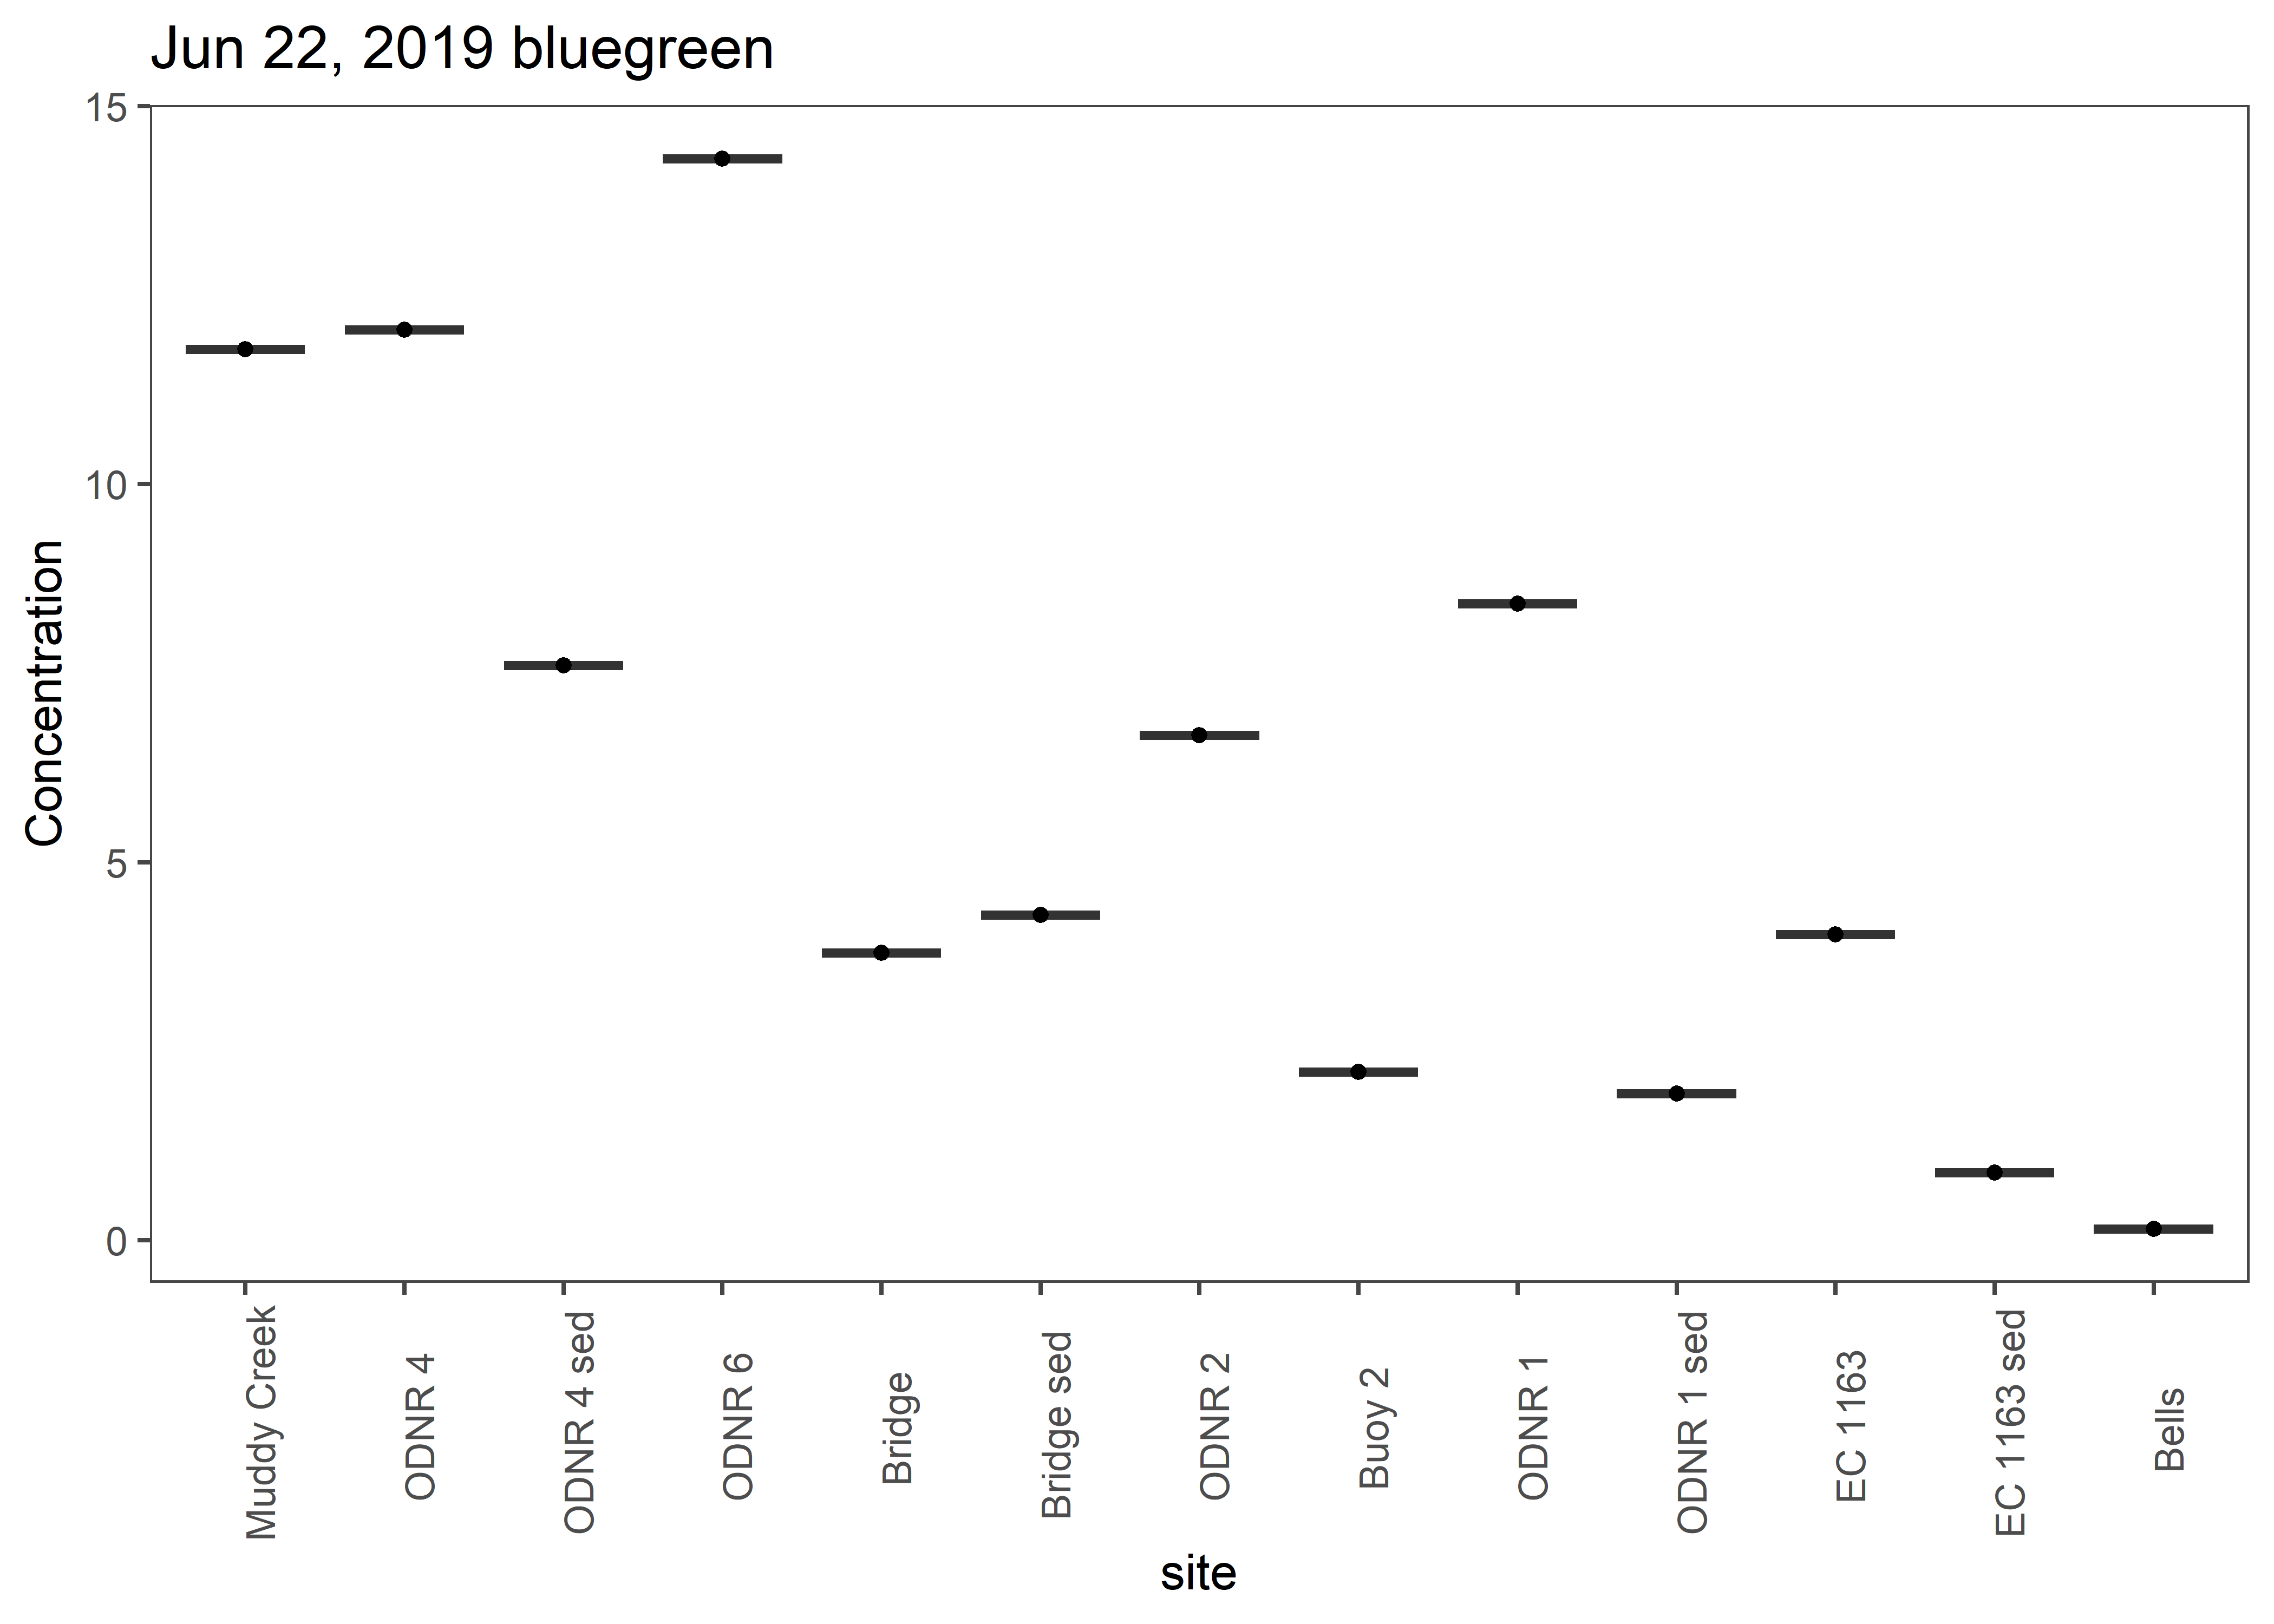 Jun 22, 2019 bluegreen
15
10
5
0
Concentration
Muddy Creek
ODNR 4
ODNR 4 sed
ODNR 6
Bridge
Bridge sed
ODNR 2
Buoy 2
ODNR 1
ODNR 1 sed
EC 1163
EC 1163 sed
Bells
site